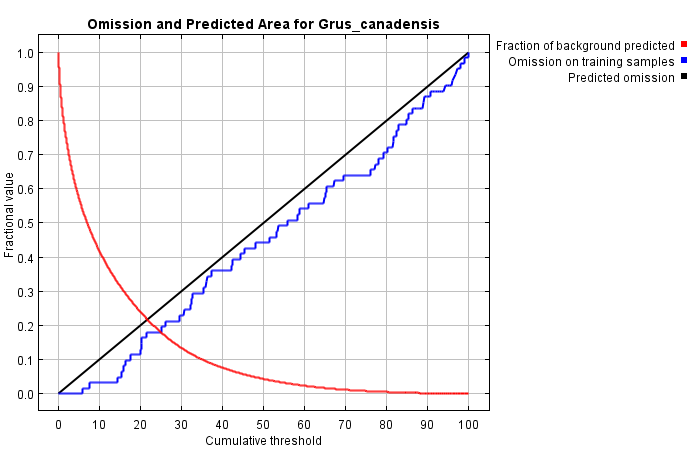 Omission and Predicted Area for Grus_canadensis
Fraction of background predicted
Omission on training samples
Predicted omission
Fractional value
1.0
0.9
0.8
0.7
0.6
0.5
0.4
0.3
0.2
0.1
0.0
0 10 20 30 40 50 60 70 80 90 100
Cumulative threshold